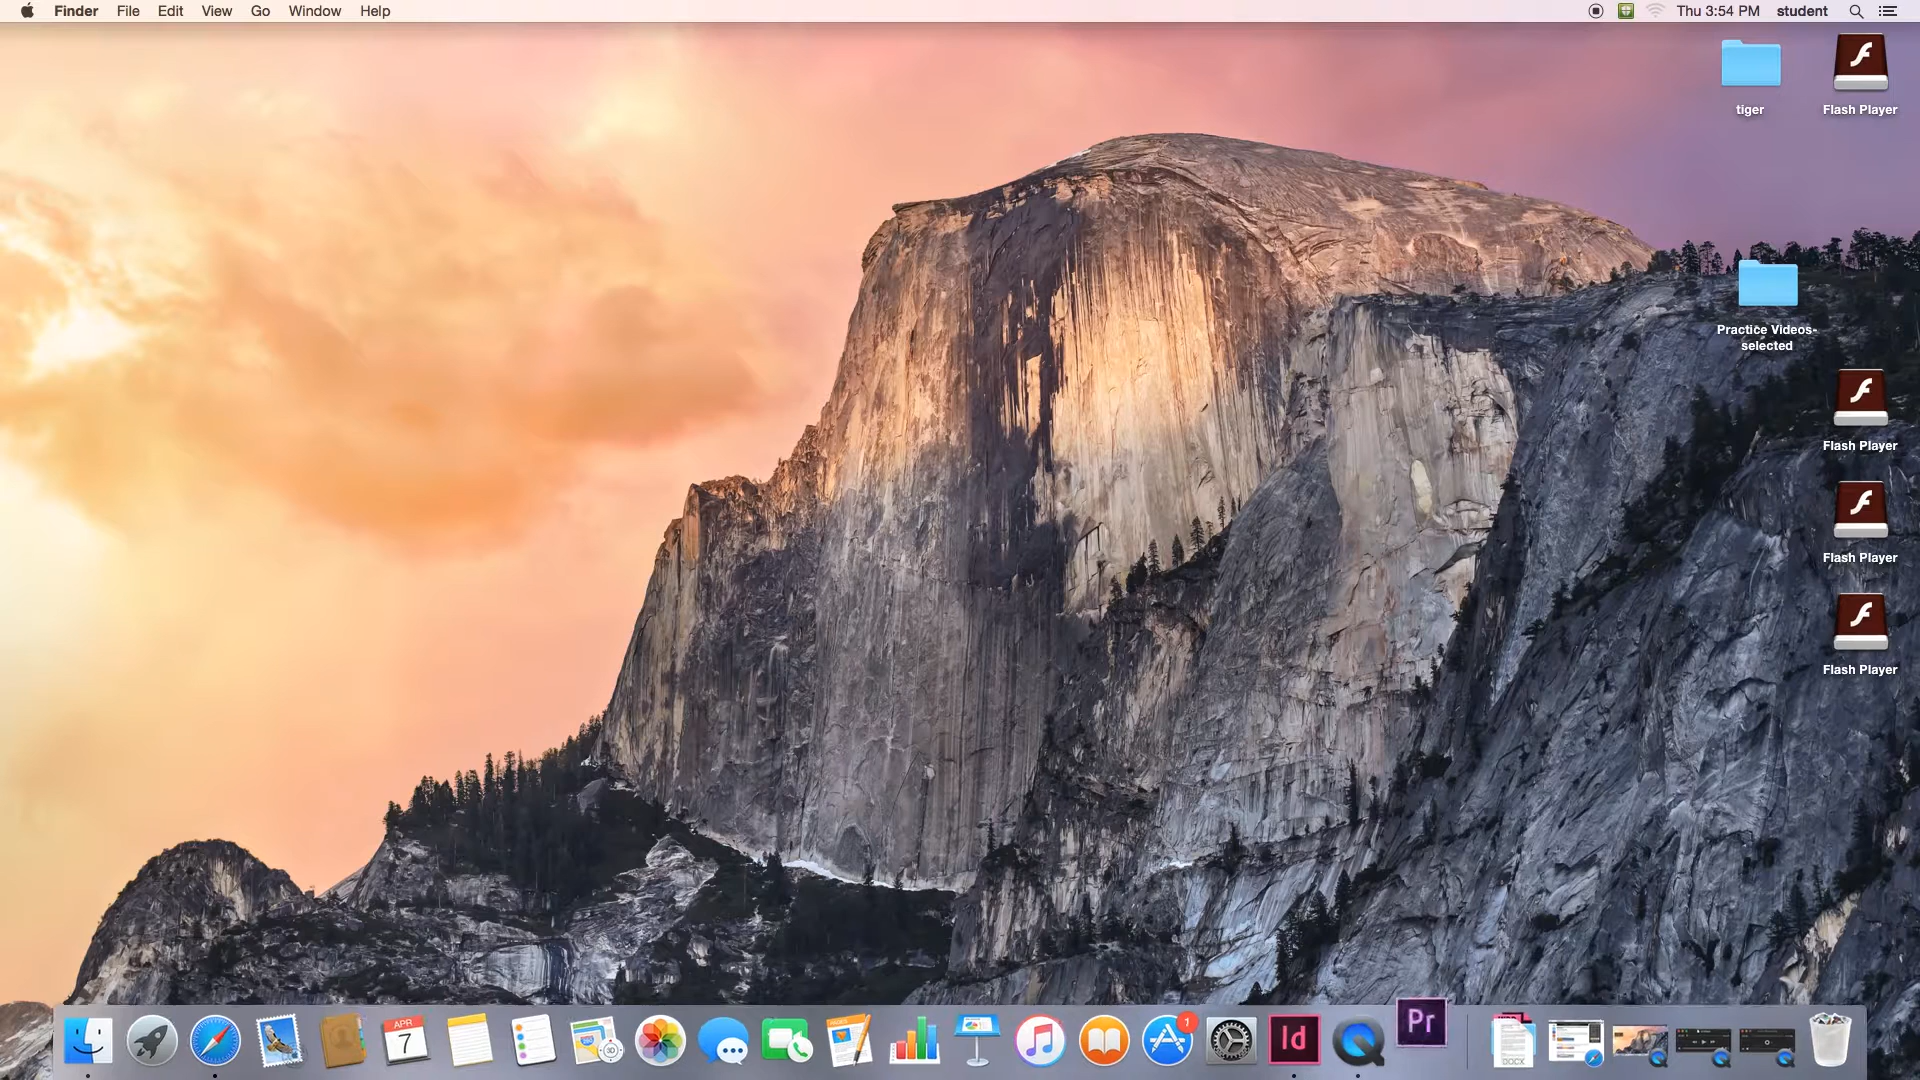 Finder File Edit View Go Window Help Thu 3:54 PM student
tiger
Flash Player
Practice Videos-
selected
Flash Player
Flash Player
Flash Player
APR
7
1
Id
Pr
DOCX